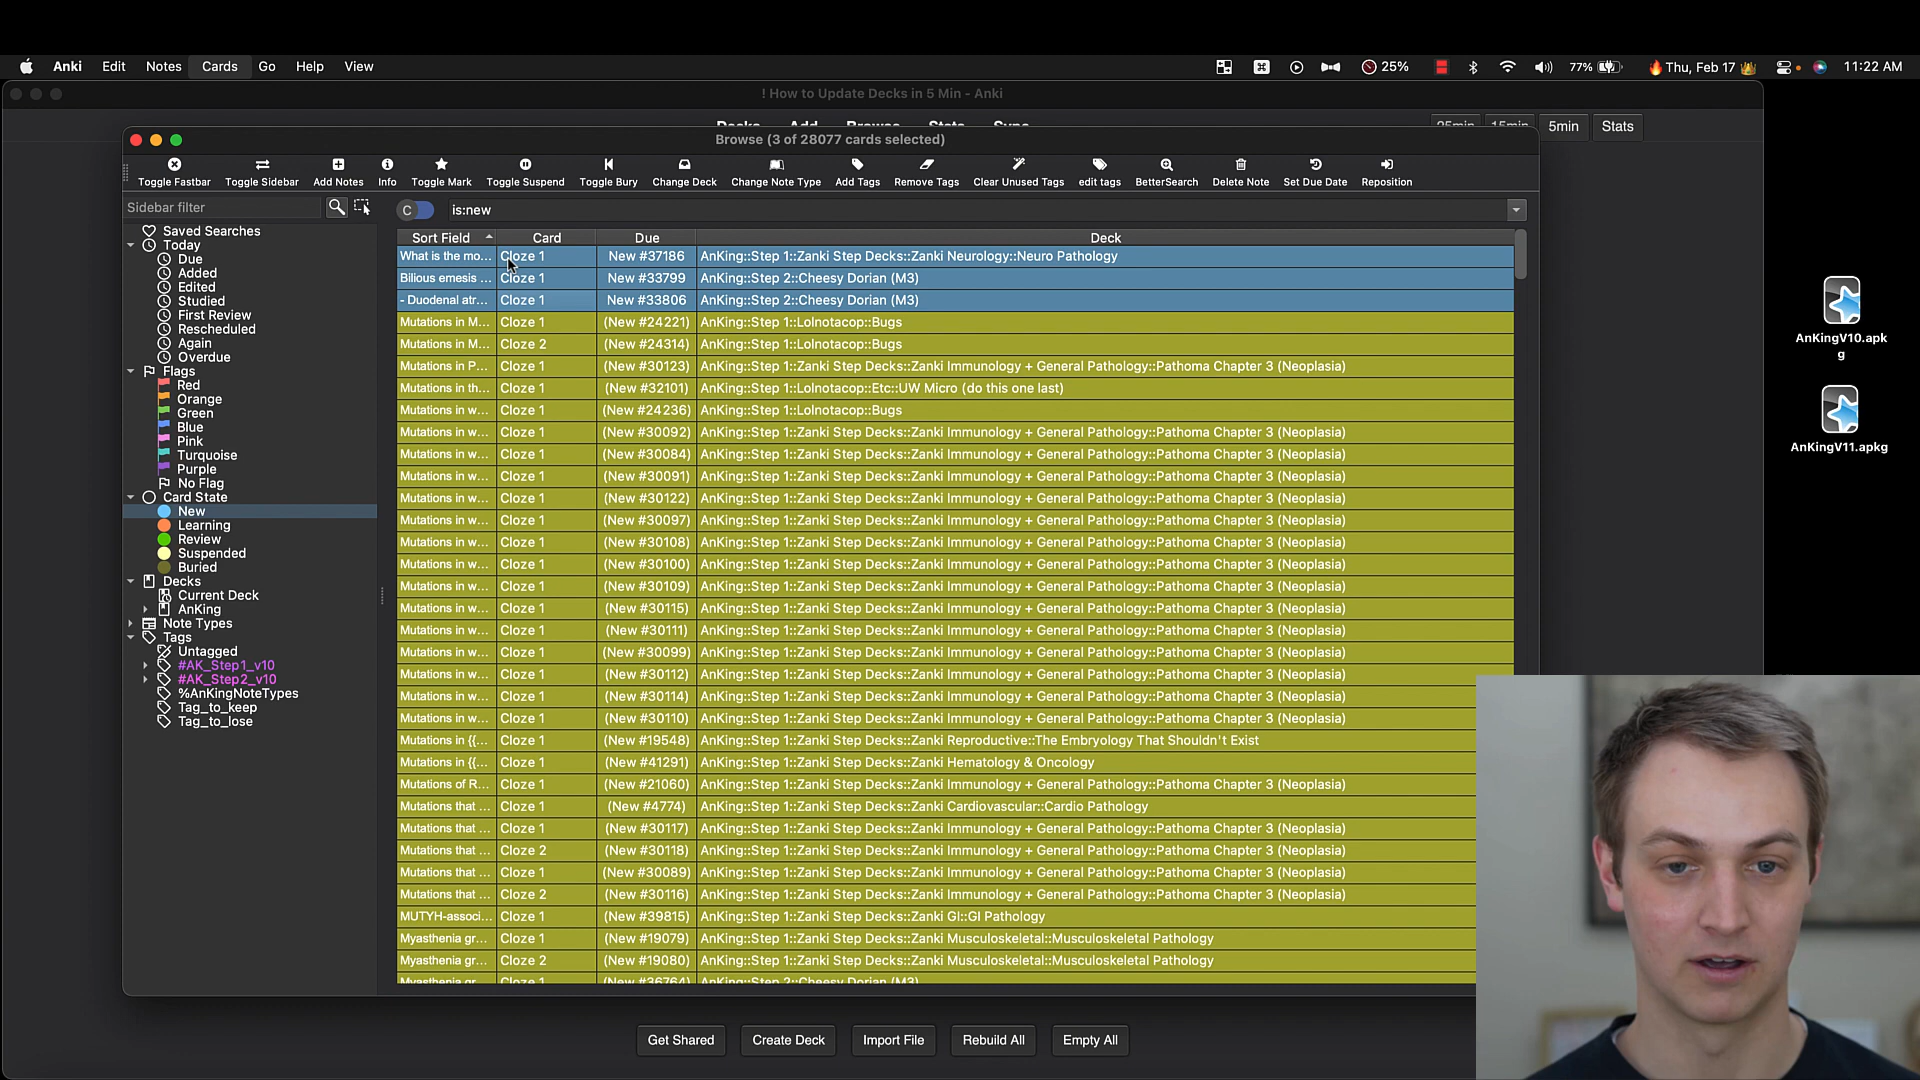 Anki Edit Notes Cards Go Help View 25% 77% Thu, Feb 17 11:22 AM
! How to Update Decks in 5 Min - Anki
Decks Add Browse Stats Sync 25min 15min 5min Stats
Browse (3 of 28077 cards selected)
Toggle Fastbar Toggle Sidebar Add Notes Info Toggle Mark Toggle Suspend Toggle Bury Change Deck Change Note Type Add Tags Remove Tags Clear Unused Tags edit tags BetterSearch Delete Note Set Due Date Reposition
Sidebar filter
C is:new
Saved Searches
Today
Due
Added
Edited
Studied
First Review
Rescheduled
Again
Overdue
Flags
Red
Orange
Green
Blue
Pink
Turquoise
Purple
No Flag
Card State
New
Learning
Review
Suspended
Buried
Decks
Current Deck
AnKing
Note Types
Tags
Untagged
#AK_Step1_v10
#AK_Step2_v10
%AnKingNoteTypes
Tag_to_keep
Tag_to_lose
Sort Field Card Due Deck
What is the mo... Cloze 1 New #37186 AnKing::Step 1::Zanki Step Decks::Zanki Neurology::Neuro Pathology
Bilious emesis ... Cloze 1 New #33799 AnKing::Step 2::Cheesy Dorian (M3)
- Duodenal atr... Cloze 1 New #33806 AnKing::Step 2::Cheesy Dorian (M3)
Mutations in M... Cloze 1 (New #24221) AnKing::Step 1::Lolnotacop::Bugs
Mutations in M... Cloze 2 (New #24314) AnKing::Step 1::Lolnotacop::Bugs
Mutations in P... Cloze 1 (New #30123) AnKing::Step 1::Zanki Step Decks::Zanki Immunology + General Pathology::Pathoma Chapter 3 (Neoplasia)
Mutations in th... Cloze 1 (New #32101) AnKing::Step 1::Lolnotacop::Etc::UW Micro (do this one last)
Mutations in w... Cloze 1 (New #24236) AnKing::Step 1::Lolnotacop::Bugs
Mutations in w... Cloze 1 (New #30092) AnKing::Step 1::Zanki Step Decks::Zanki Immunology + General Pathology::Pathoma Chapter 3 (Neoplasia)
Mutations in w... Cloze 1 (New #30084) AnKing::Step 1::Zanki Step Decks::Zanki Immunology + General Pathology::Pathoma Chapter 3 (Neoplasia)
Mutations in w... Cloze 1 (New #30091) AnKing::Step 1::Zanki Step Decks::Zanki Immunology + General Pathology::Pathoma Chapter 3 (Neoplasia)
Mutations in w... Cloze 1 (New #30122) AnKing::Step 1::Zanki Step Decks::Zanki Immunology + General Pathology::Pathoma Chapter 3 (Neoplasia)
Mutations in w... Cloze 1 (New #30097) AnKing::Step 1::Zanki Step Decks::Zanki Immunology + General Pathology::Pathoma Chapter 3 (Neoplasia)
Mutations in w... Cloze 1 (New #30108) AnKing::Step 1::Zanki Step Decks::Zanki Immunology + General Pathology::Pathoma Chapter 3 (Neoplasia)
Mutations in w... Cloze 1 (New #30100) AnKing::Step 1::Zanki Step Decks::Zanki Immunology + General Pathology::Pathoma Chapter 3 (Neoplasia)
Mutations in w... Cloze 1 (New #30109) AnKing::Step 1::Zanki Step Decks::Zanki Immunology + General Pathology::Pathoma Chapter 3 (Neoplasia)
Mutations in w... Cloze 1 (New #30115) AnKing::Step 1::Zanki Step Decks::Zanki Immunology + General Pathology::Pathoma Chapter 3 (Neoplasia)
Mutations in w... Cloze 1 (New #30111) AnKing::Step 1::Zanki Step Decks::Zanki Immunology + General Pathology::Pathoma Chapter 3 (Neoplasia)
Mutations in w... Cloze 1 (New #30099) AnKing::Step 1::Zanki Step Decks::Zanki Immunology + General Pathology::Pathoma Chapter 3 (Neoplasia)
Mutations in w... Cloze 1 (New #30112) AnKing::Step 1::Zanki Step Decks::Zanki Immunology + General Pathology::Pathoma Chapter 3 (Neoplasia)
Mutations in w... Cloze 1 (New #30114) AnKing::Step 1::Zanki Step Decks::Zanki Immunology + General Pathology::Pathoma Chapter 3 (Neoplasia)
Mutations in w... Cloze 1 (New #30110) AnKing::Step 1::Zanki Step Decks::Zanki Immunology + General Pathology::Pathoma Chapter 3 (Neoplasia)
Mutations in {{... Cloze 1 (New #19548) AnKing::Step 1::Zanki Step Decks::Zanki Reproductive::The Embryology That Shouldn't Exist
Mutations in {{... Cloze 1 (New #41291) AnKing::Step 1::Zanki Step Decks::Zanki Hematology & Oncology
Mutations of R... Cloze 1 (New #21060) AnKing::Step 1::Zanki Step Decks::Zanki Immunology + General Pathology::Pathoma Chapter 3 (Neoplasia)
Mutations that ... Cloze 1 (New #4774) AnKing::Step 1::Zanki Step Decks::Zanki Cardiovascular::Cardio Pathology
Mutations that ... Cloze 1 (New #30117) AnKing::Step 1::Zanki Step Decks::Zanki Immunology + General Pathology::Pathoma Chapter 3 (Neoplasia)
Mutations that ... Cloze 2 (New #30118) AnKing::Step 1::Zanki Step Decks::Zanki Immunology + General Pathology::Pathoma Chapter 3 (Neoplasia)
Mutations that ... Cloze 1 (New #30089) AnKing::Step 1::Zanki Step Decks::Zanki Immunology + General Pathology::Pathoma Chapter 3 (Neoplasia)
Mutations that ... Cloze 2 (New #30116) AnKing::Step 1::Zanki Step Decks::Zanki Immunology + General Pathology::Pathoma Chapter 3 (Neoplasia)
MUTYH-associ... Cloze 1 (New #39815) AnKing::Step 1::Zanki Step Decks::Zanki GI::GI Pathology
Myasthenia gr... Cloze 1 (New #19079) AnKing::Step 1::Zanki Step Decks::Zanki Musculoskeletal::Musculoskeletal Pathology
Myasthenia gr... Cloze 2 (New #19080) AnKing::Step 1::Zanki Step Decks::Zanki Musculoskeletal::Musculoskeletal Pathology
Myasthenia gr... Cloze 1 (New #36764) AnKing::Step 2::Cheesy Dorian (M3)
Get Shared Create Deck Import File Rebuild All Empty All
AnKingV10.apk
g
AnKingV11.apkg